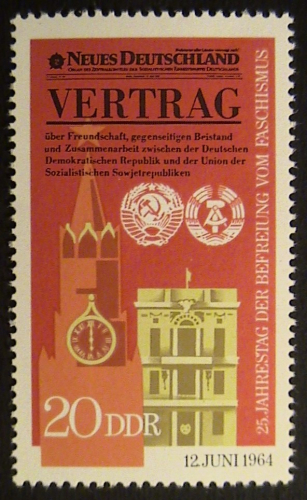 NEUES DEUTSCHLAND
VERTRAG
über Freundschaft, gegenseitigen Beistand
und Zusammenarbeit zwischen der Deutschen
Demokratischen Republik und der Union der
Sozialistischen Sowjetrepubliken
25. JAHRESTAG DER BEFREIUNG VOM FASCHISMUS
20 DDR
12. JUNI 1964